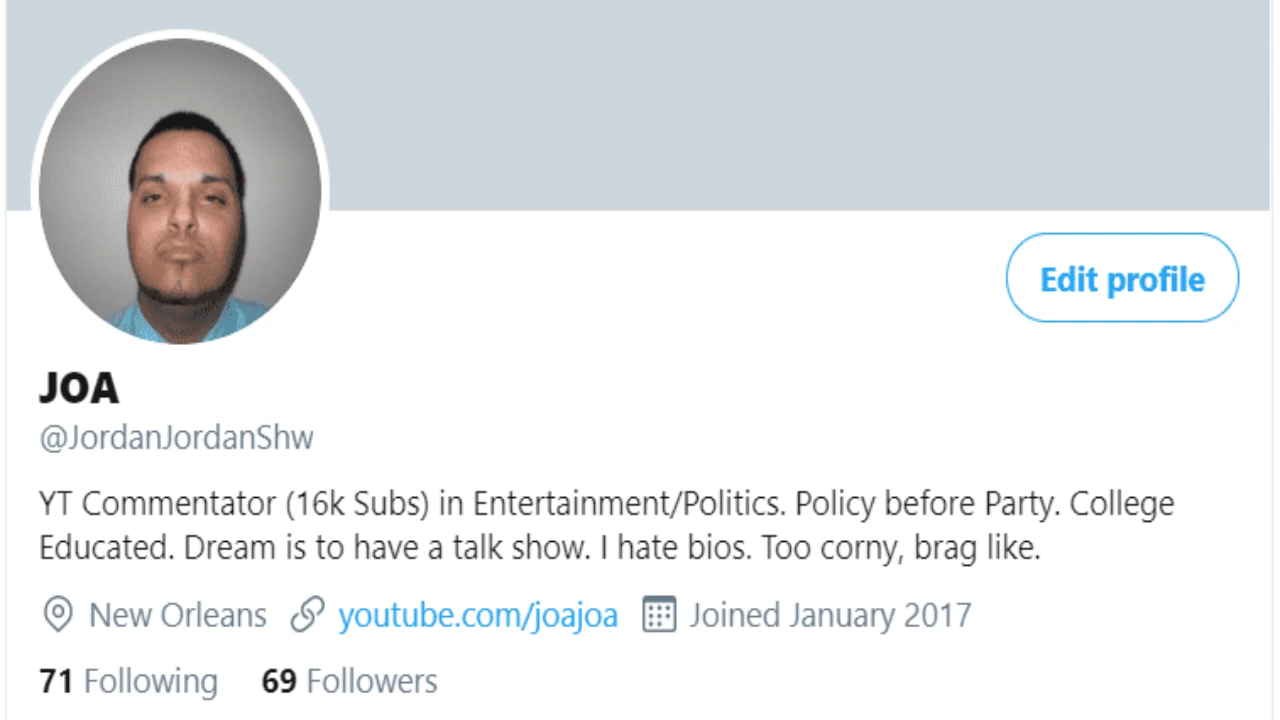 Edit profile
JOA
@JordanJordanShw
YT Commentator (16k Subs) in Entertainment/Politics. Policy before Party. College
Educated. Dream is to have a talk show. I hate bios. Too corny, brag like.
New Orleans youtube.com/joajoa Joined January 2017
71 Following 69 Followers